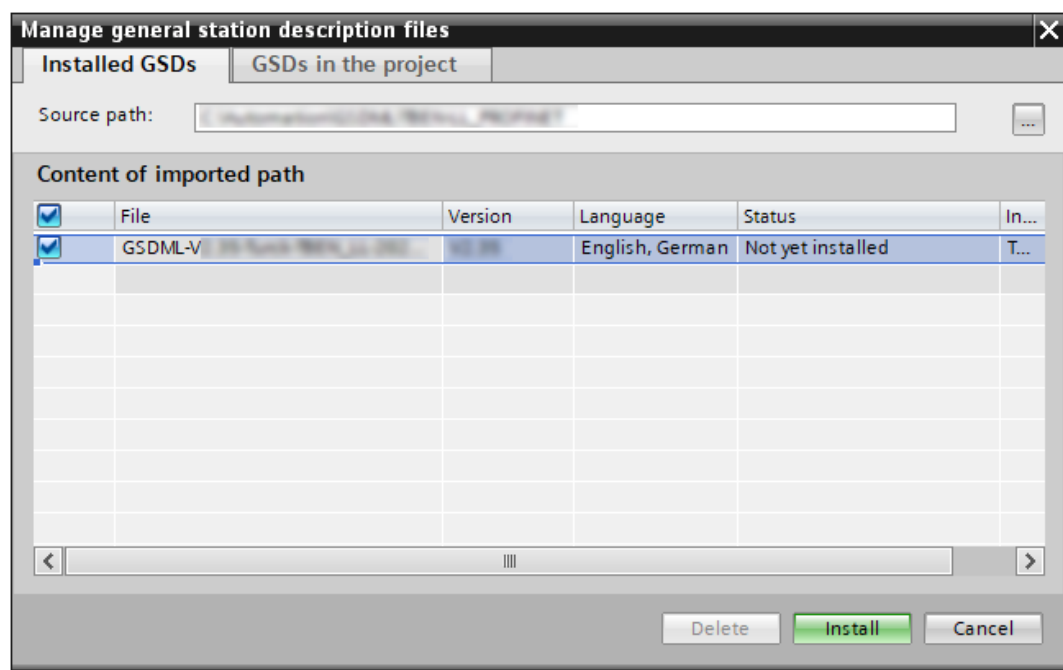 Manage general station description files
Installed GSDs GSDs in the project
Source path: ...
Content of imported path
File Version Language Status In...
GSDML-V English, German Not yet installed T...
Delete Install Cancel